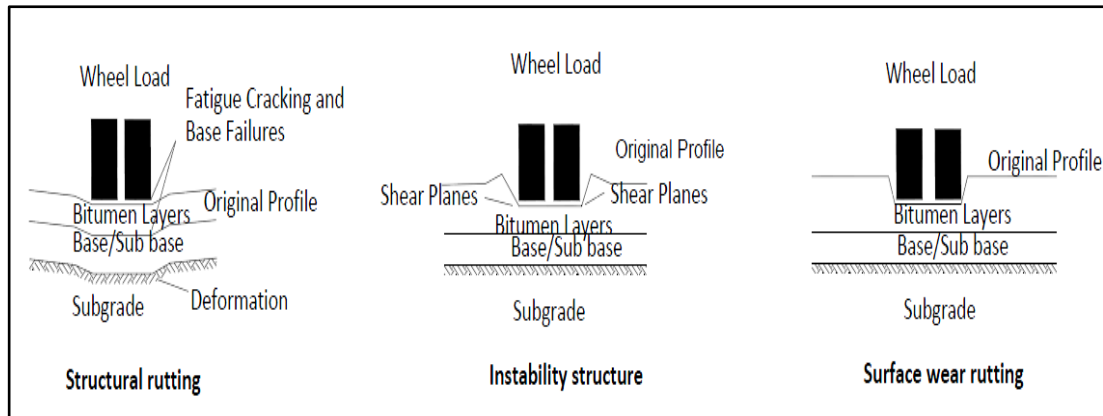 Wheel Load
Fatigue Cracking and
Base Failures
Original Profile
Bitumen Layers
Base/Sub base
Deformation
Subgrade
Structural rutting
Wheel Load
Original Profile
Shear Planes
Shear Planes
Bitumen Layers
Base/Sub base
Subgrade
Instability structure
Wheel Load
Original Profile
Bitumen Layers
Base/Sub base
Subgrade
Surface wear rutting